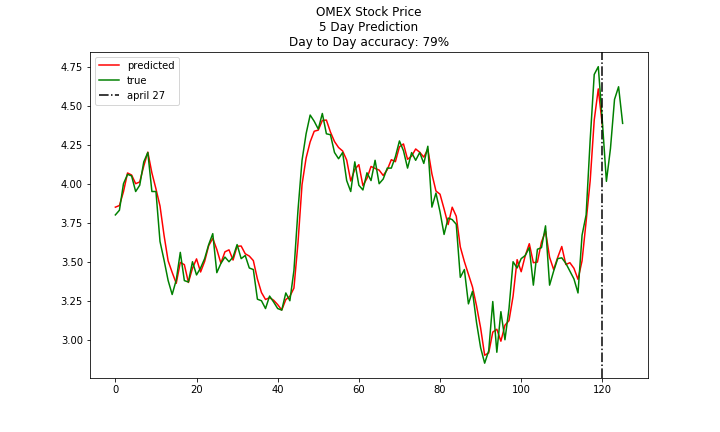 OMEX Stock Price
5 Day Prediction
Day to Day accuracy: 79%
predicted
true
april 27
4.75
4.50
4.25
4.00
3.75
3.50
3.25
3.00
0 20 40 60 80 100 120